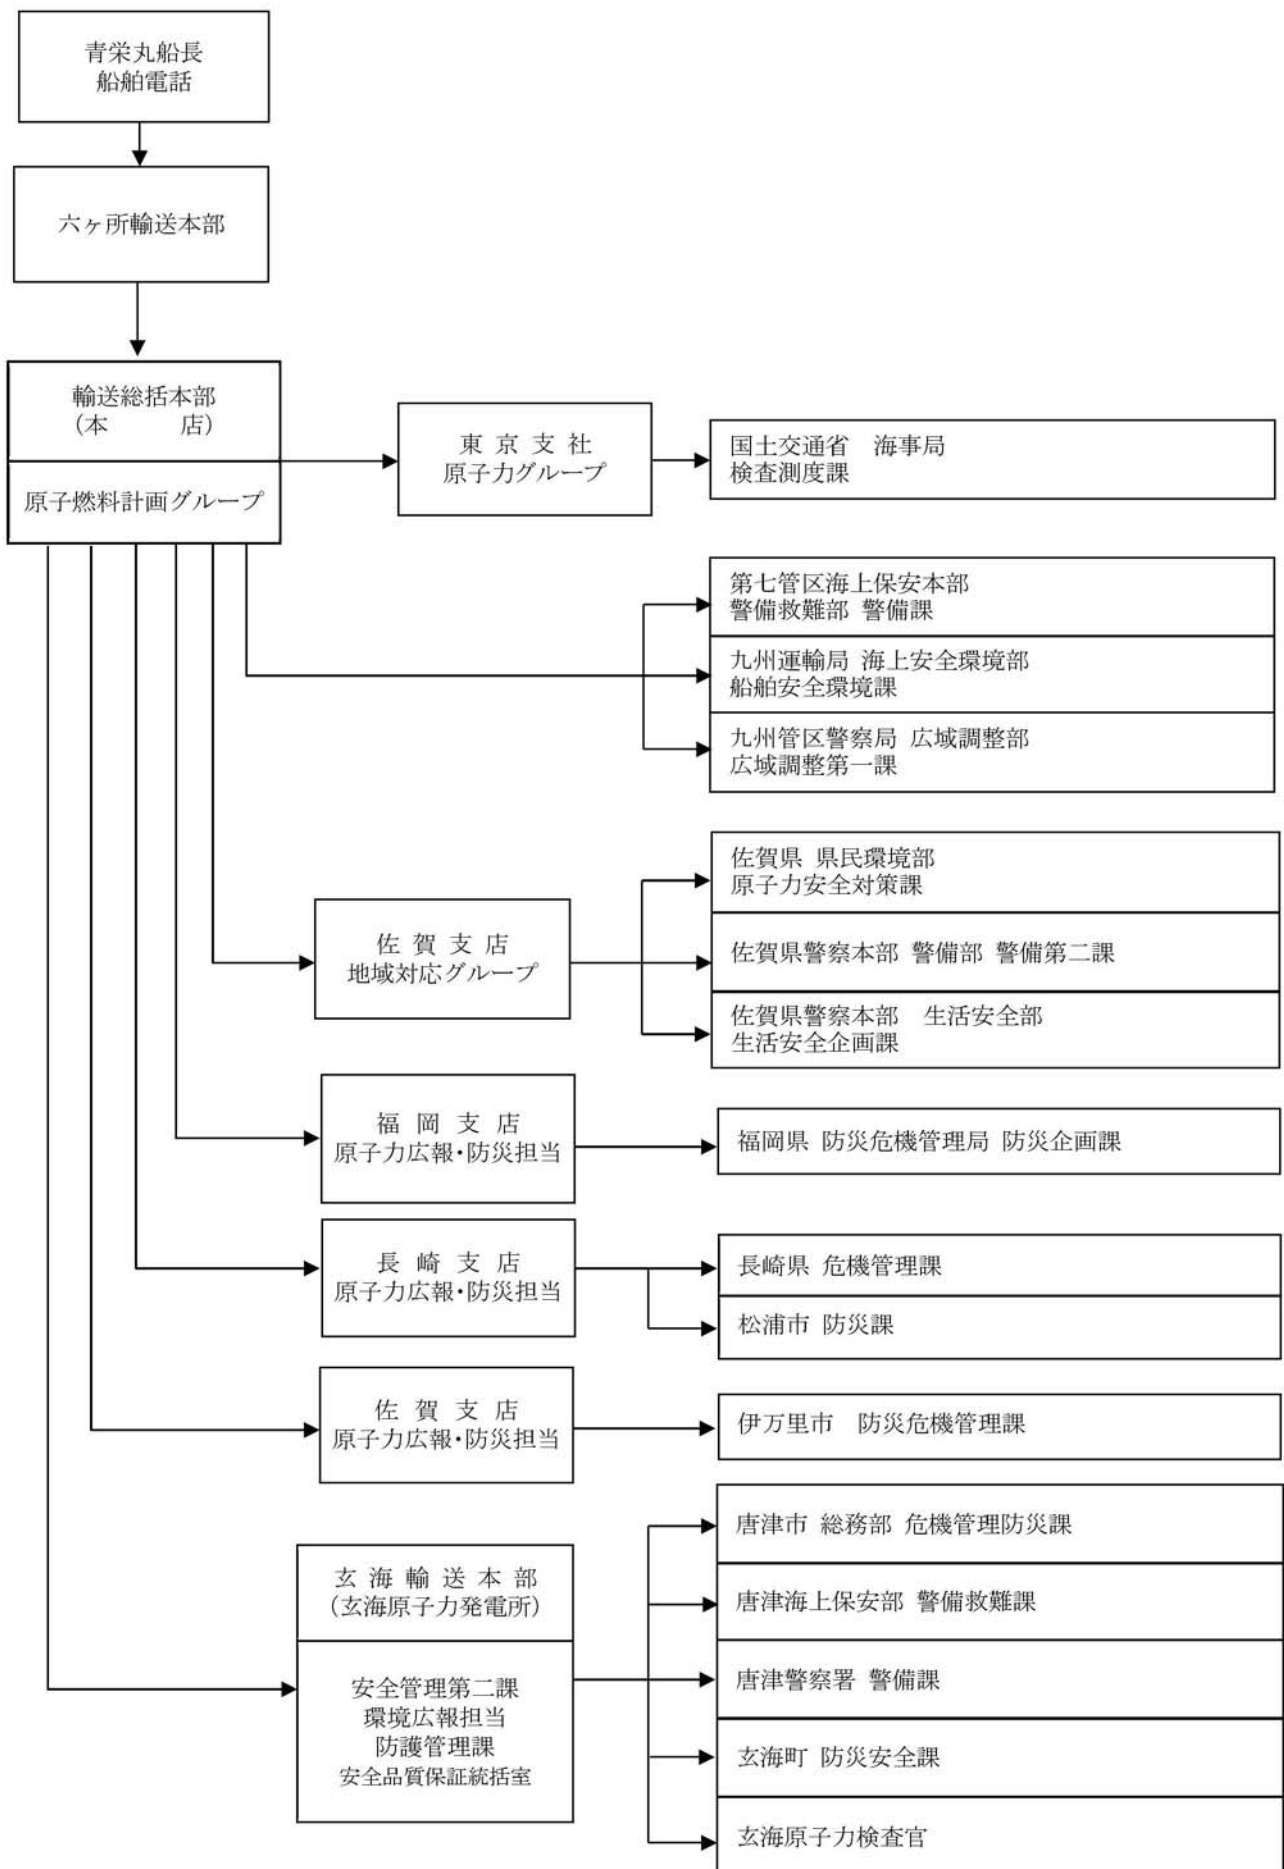 青栄丸船長
船舶電話
六ヶ所輸送本部
輸送総括本部
(本　　　店)
原子燃料計画グループ
東 京 支 社
原子力グループ
国土交通省　海事局
検査測度課
第七管区海上保安本部
警備救難部 警備課
九州運輸局 海上安全環境部
船舶安全環境課
九州管区警察局 広域調整部
広域調整第一課
佐 賀 支 店
地域対応グループ
佐賀県 県民環境部
原子力安全対策課
佐賀県警察本部 警備部 警備第二課
佐賀県警察本部　生活安全部
生活安全企画課
福 岡 支 店
原子力広報・防災担当
福岡県 防災危機管理局 防災企画課
長 崎 支 店
原子力広報・防災担当
長崎県 危機管理課
松浦市 防災課
佐 賀 支 店
原子力広報・防災担当
伊万里市　防災危機管理課
玄 海 輸 送 本 部
(玄海原子力発電所)
安全管理第二課
環境広報担当
防護管理課
安全品質保証統括室
唐津市 総務部 危機管理防災課
唐津海上保安部 警備救難課
唐津警察署 警備課
玄海町 防災安全課
玄海原子力検査官